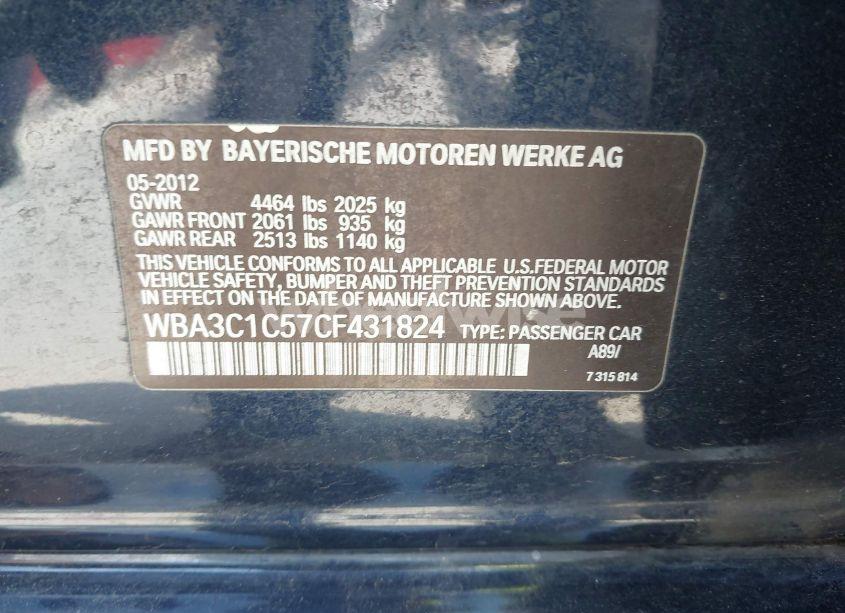 MFD BY BAYERISCHE MOTOREN WERKE AG
05-2012
GVWR 4464 lbs 2025 kg
GAWR FRONT 2061 lbs 935 kg
GAWR REAR 2513 lbs 1140 kg
THIS VEHICLE CONFORMS TO ALL APPLICABLE U.S.FEDERAL MOTOR
VEHICLE SAFETY, BUMPER AND THEFT PREVENTION STANDARDS
IN EFFECT ON THE DATE OF MANUFACTURE SHOWN ABOVE.
WBA3C1C57CF431824 TYPE: PASSENGER CAR
A89/
7 315 814